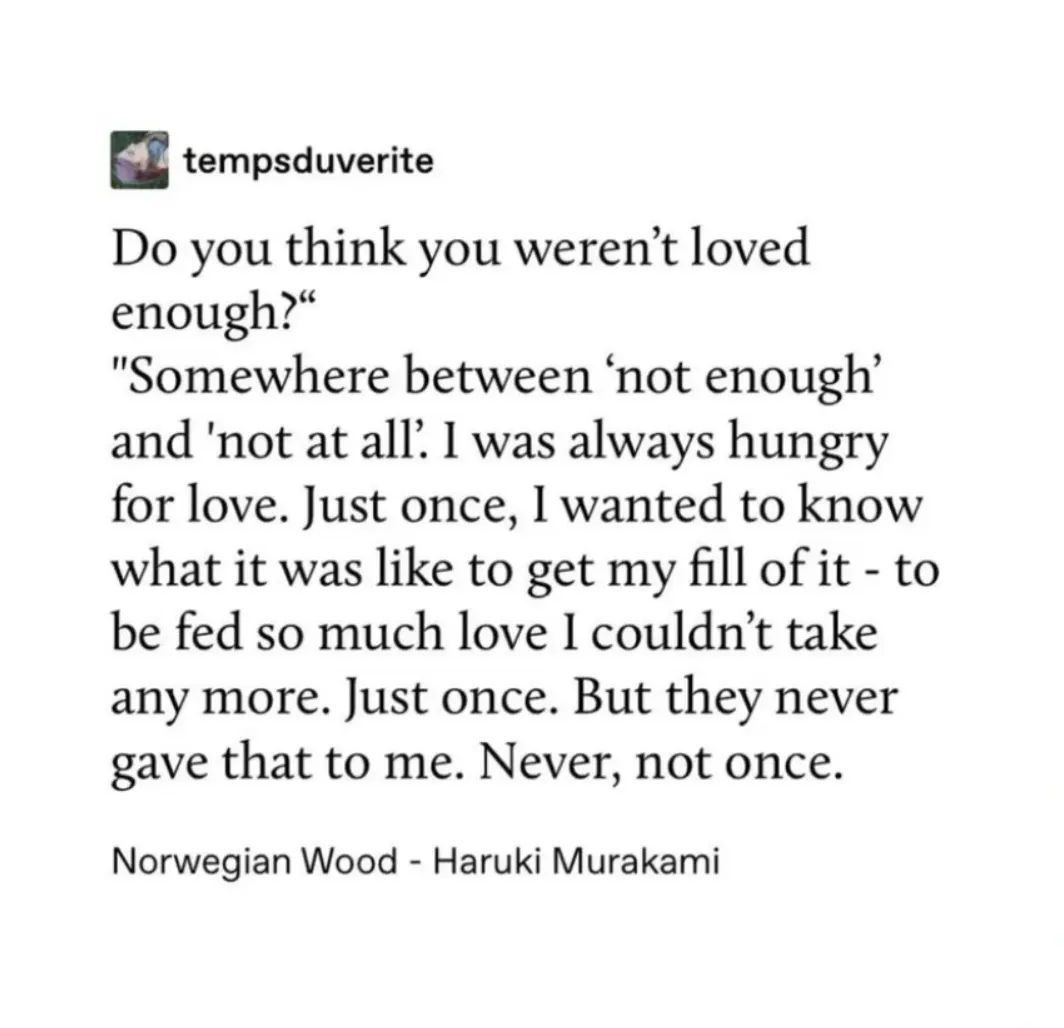 tempsduverite
Do you think you weren’t loved
enough?“
"Somewhere between ‘not enough’
and 'not at all’. I was always hungry
for love. Just once, I wanted to know
what it was like to get my fill of it - to
be fed so much love I couldn’t take
any more. Just once. But they never
gave that to me. Never, not once.
Norwegian Wood - Haruki Murakami